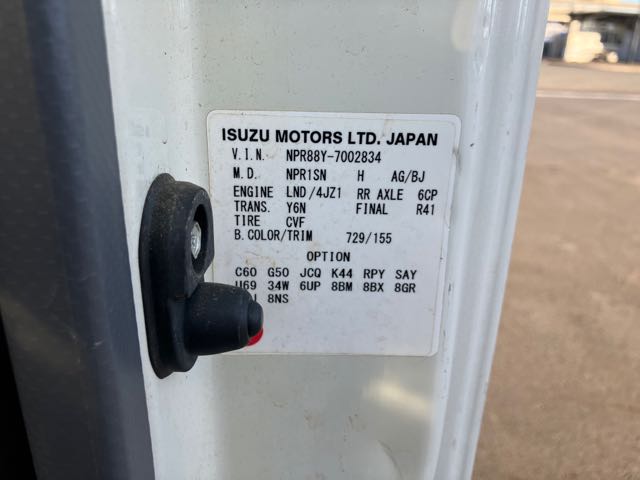 ISUZU MOTORS LTD. JAPAN
V.I.N. NPR88Y-7002834
M.D. NPR1SN H AG/BJ
ENGINE LND/4JZ1 RR AXLE 6CP
TRANS. Y6N FINAL R41
TIRE CVF
B.COLOR/TRIM 729/155
OPTION
C60 G50 JCQ K44 RPY SAY
U69 34W 6UP 8BM 8BX 8GR
8NS